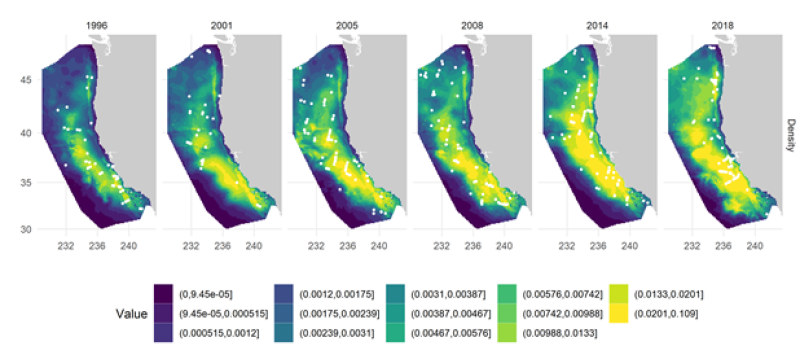 1996 2001 2005 2008 2014 2018
45
40
35
30
Density
232 236 240 232 236 240 232 236 240 232 236 240 232 236 240 232 236 240
Value
(0,9.45e-05] (0.0012,0.00175] (0.0031,0.00387] (0.00576,0.00742] (0.0133,0.0201]
(9.45e-05,0.000515] (0.00175,0.00239] (0.00387,0.00467] (0.00742,0.00988] (0.0201,0.109]
(0.000515,0.0012] (0.00239,0.0031] (0.00467,0.00576] (0.00988,0.0133]